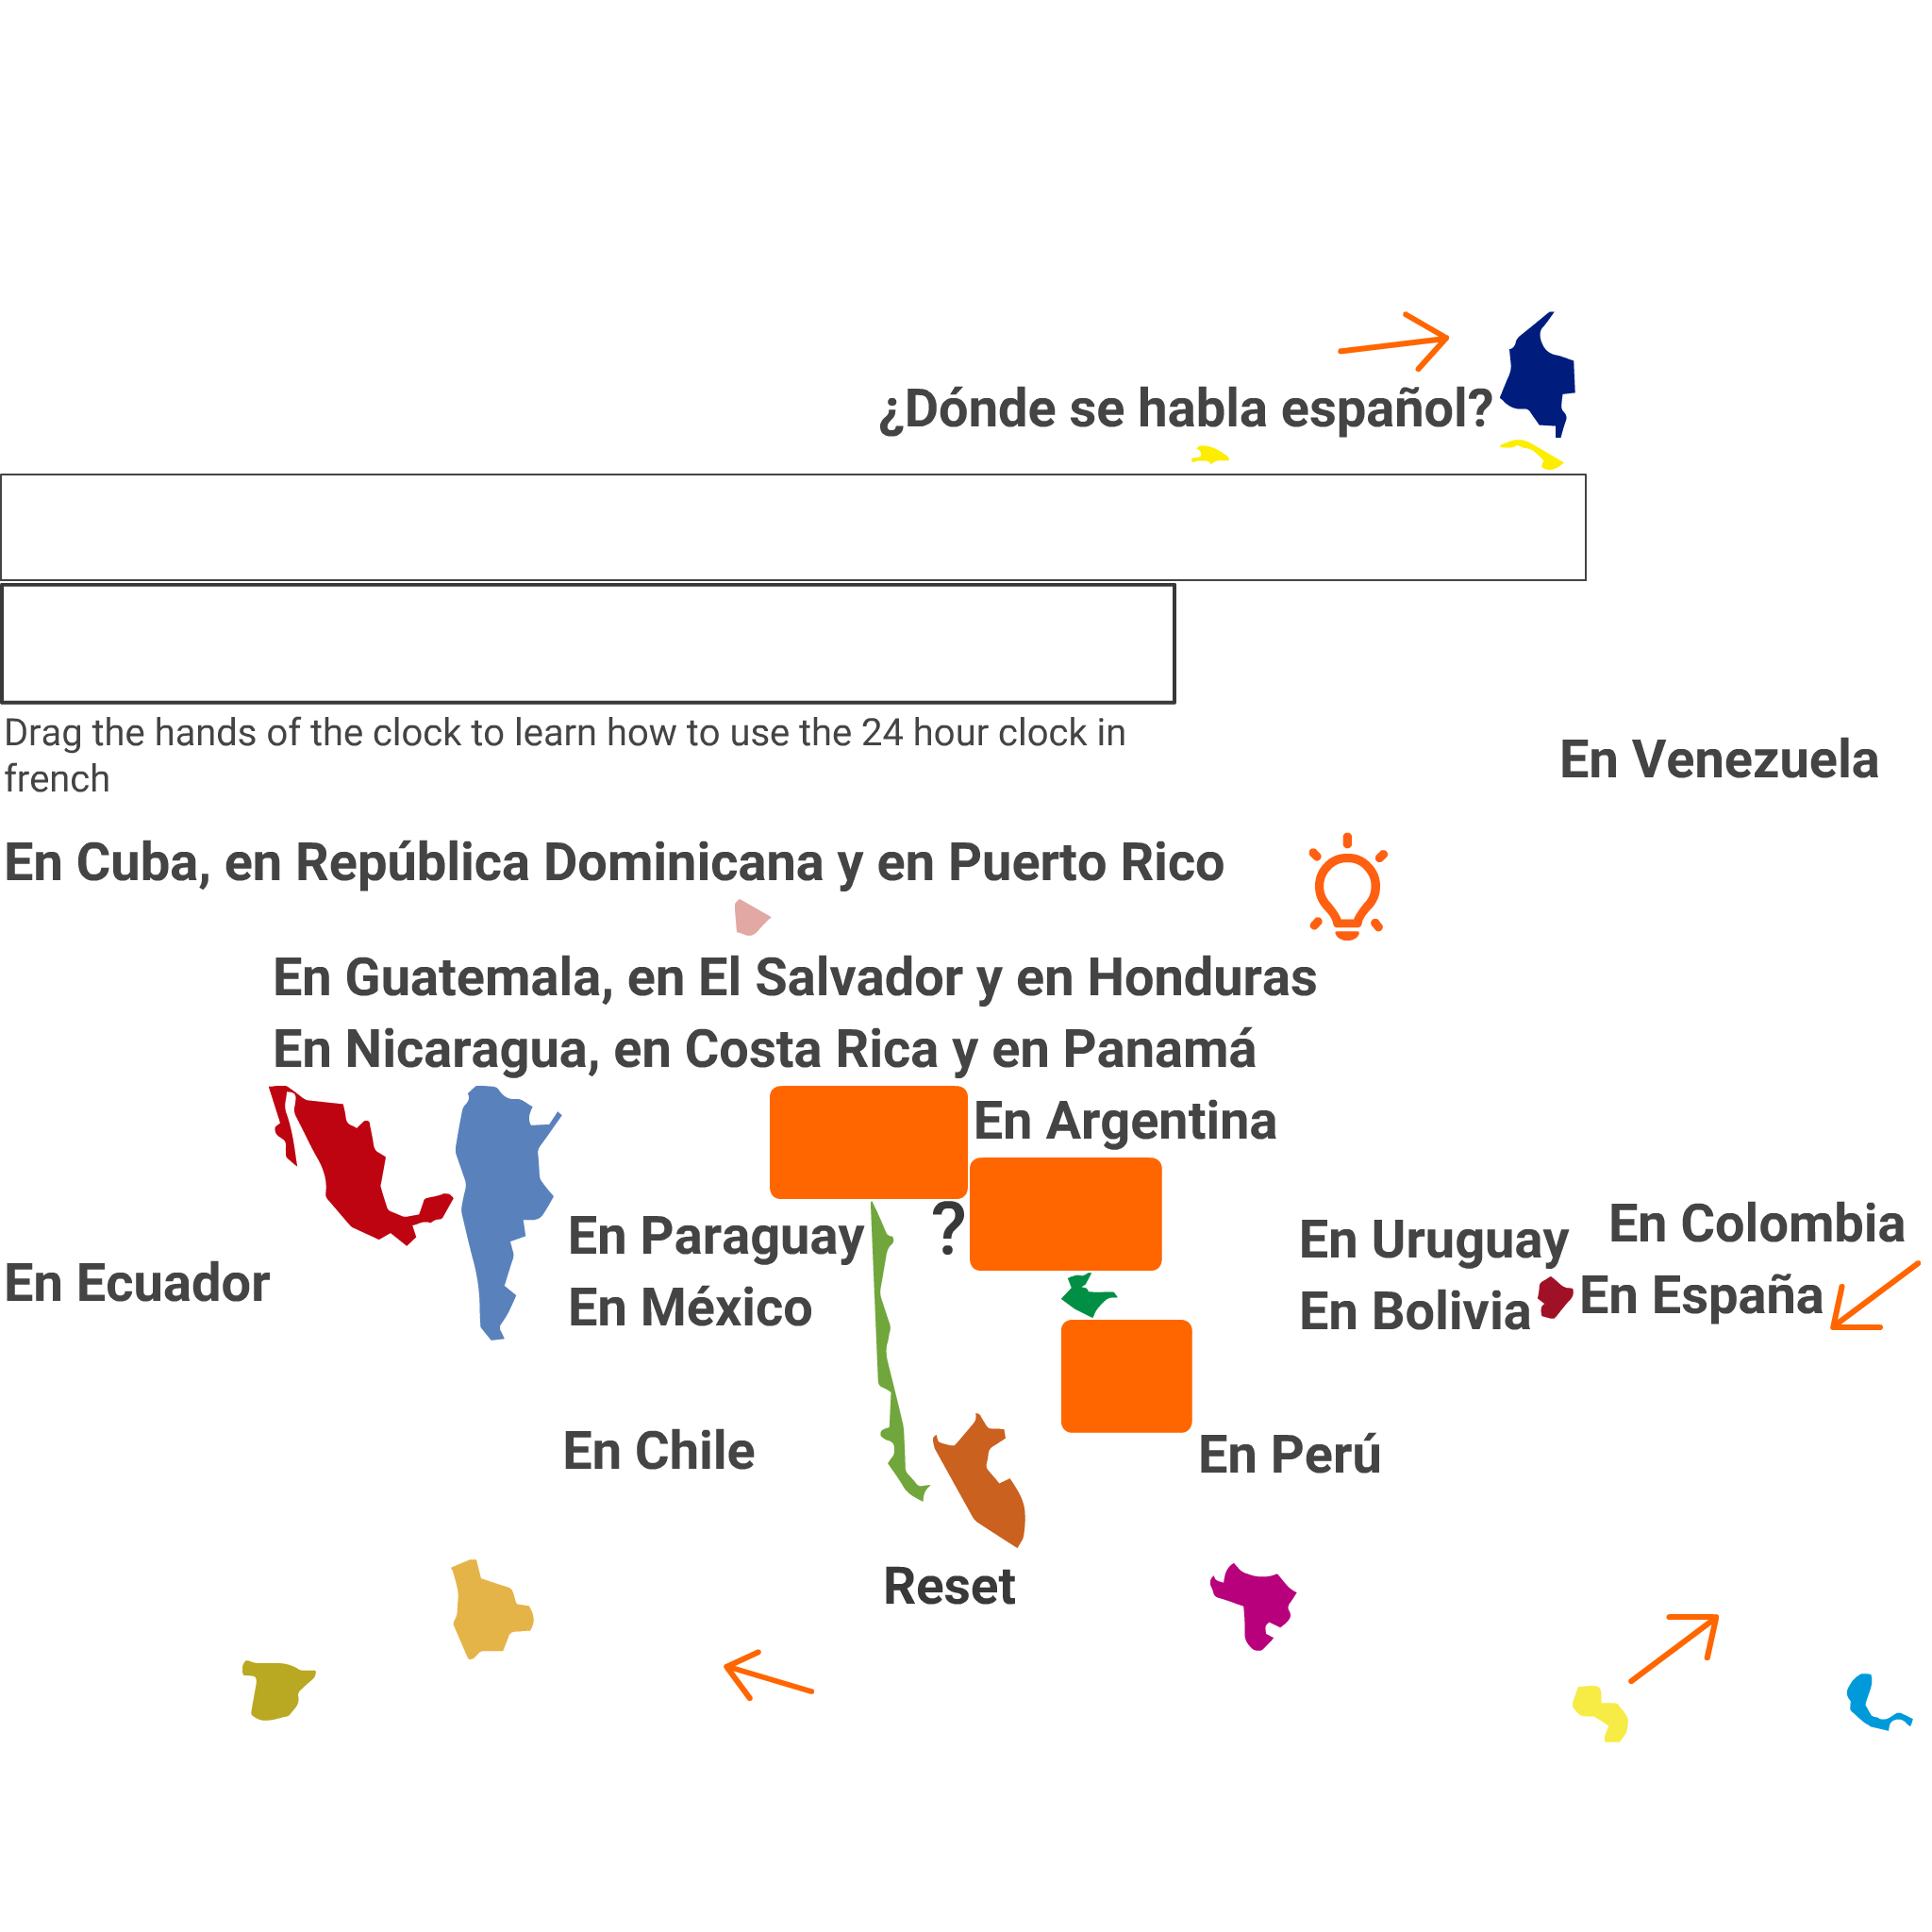 ¿Dónde se habla español?
Drag the hands of the clock to learn how to use the 24 hour clock in
french
En Venezuela
En Cuba, en República Dominicana y en Puerto Rico
En Guatemala, en El Salvador y en Honduras
En Nicaragua, en Costa Rica y en Panamá
En Argentina
En Paraguay
?
En Uruguay
En Colombia
En Ecuador
En México
En Bolivia
En España
En Chile
En Perú
Reset